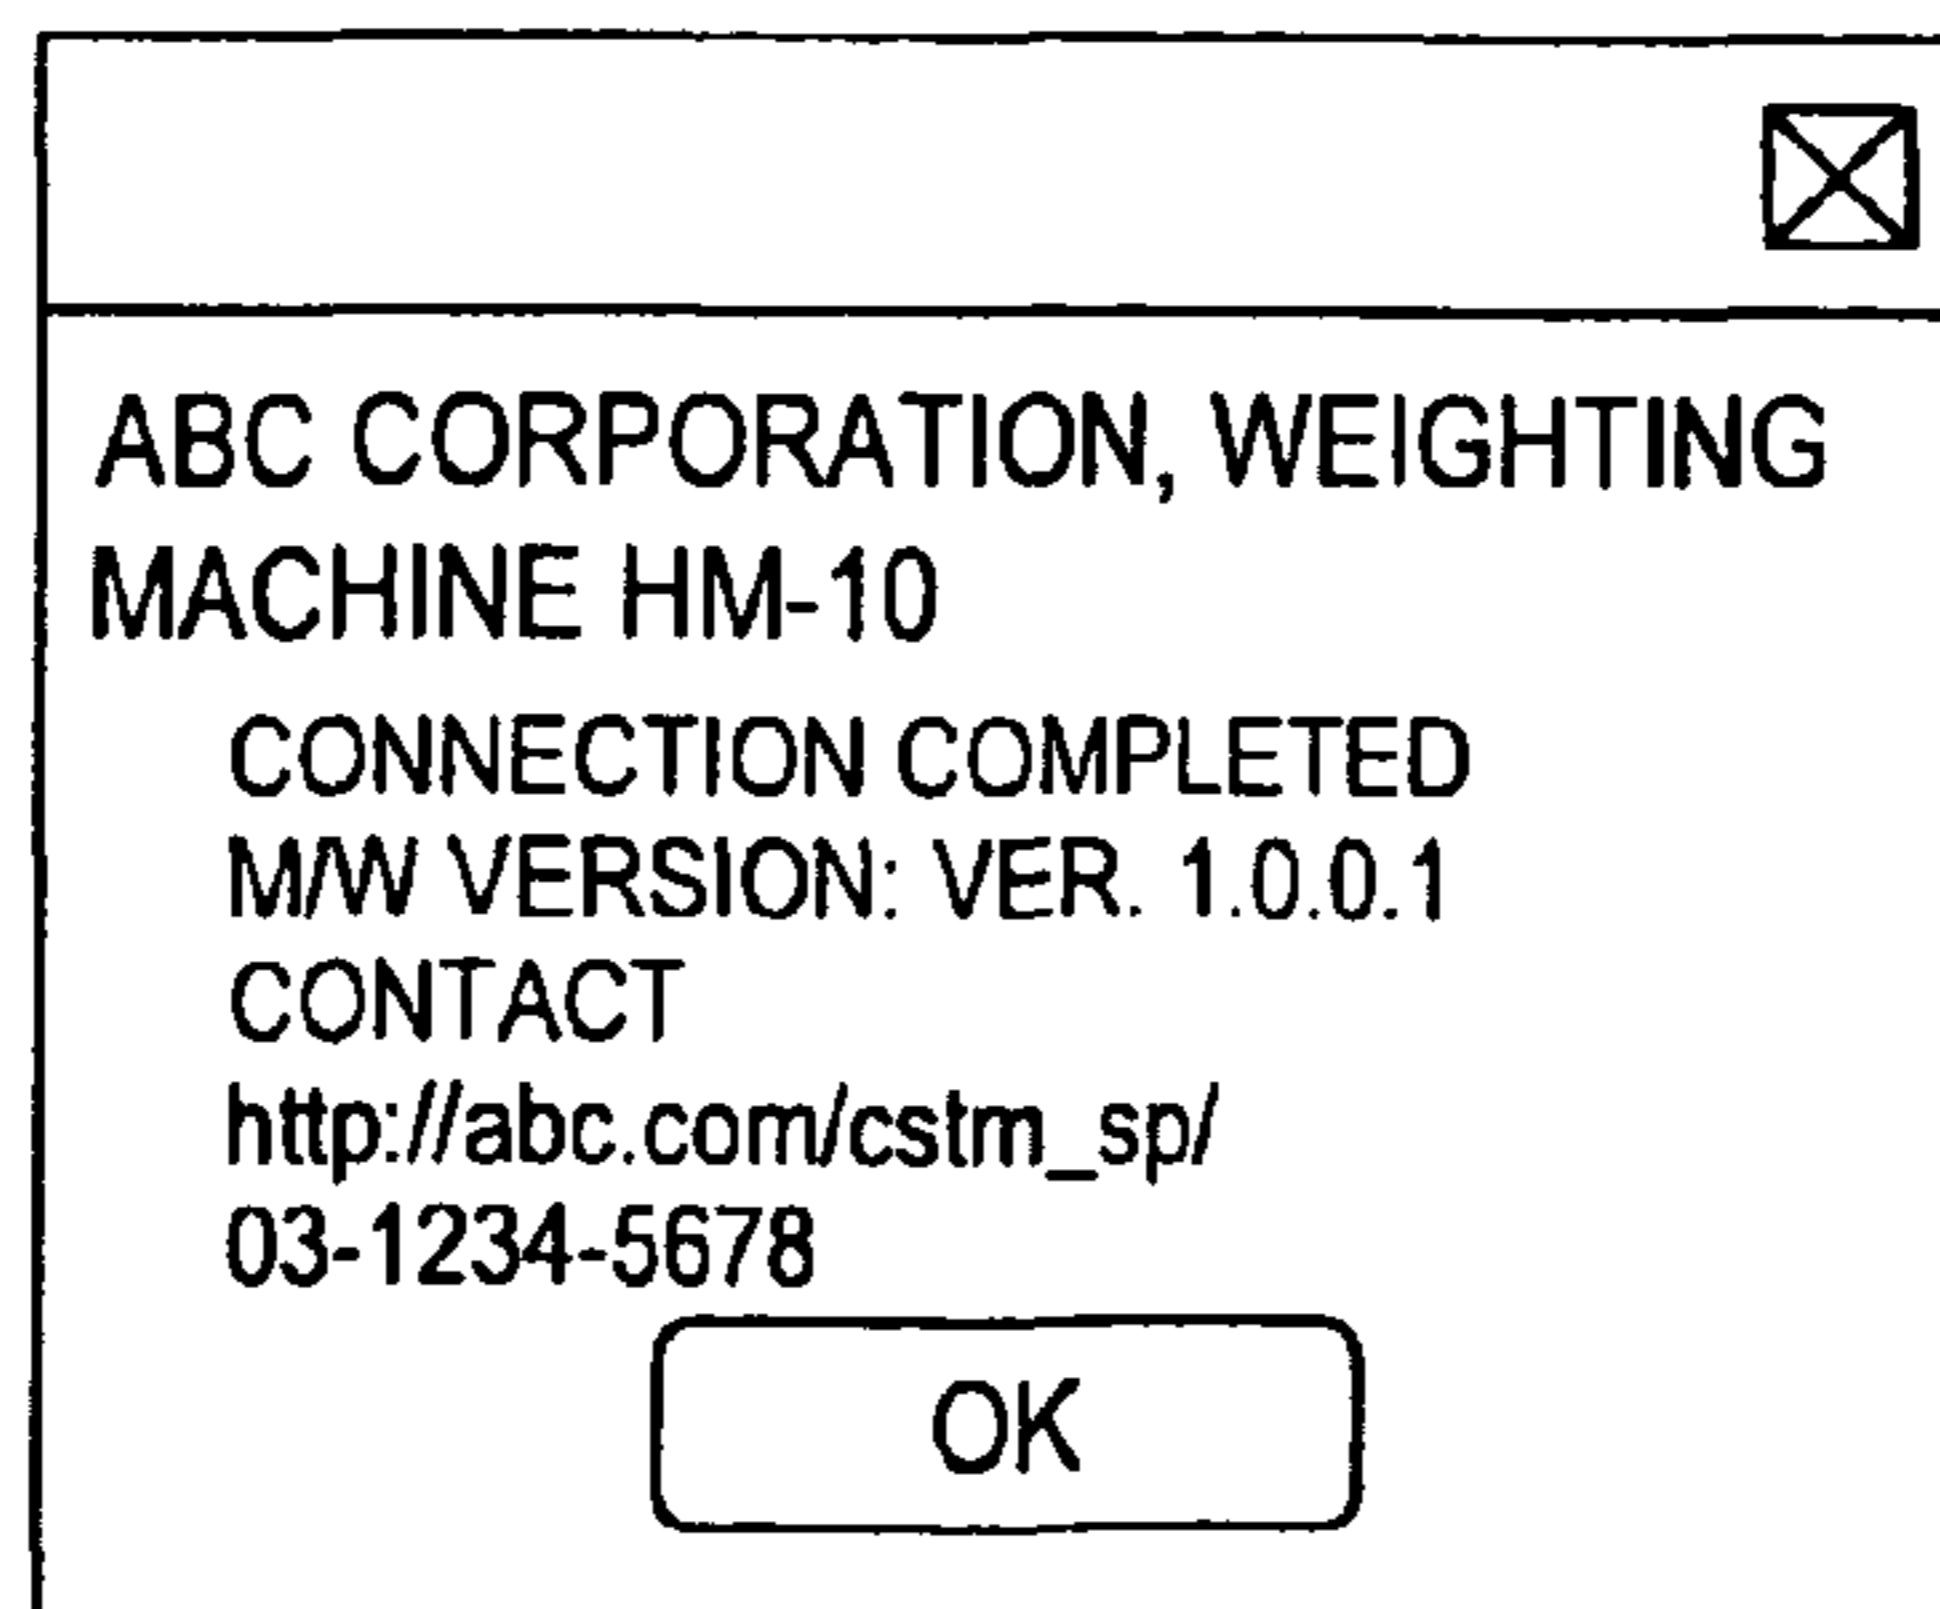 ABC CORPORATION, WEIGHTING
MACHINE HM-10
CONNECTION COMPLETED
M/W VERSION: VER. 1.0.0.1
CONTACT
http://abc.com/cstm_sp/
03-1234-5678
OK